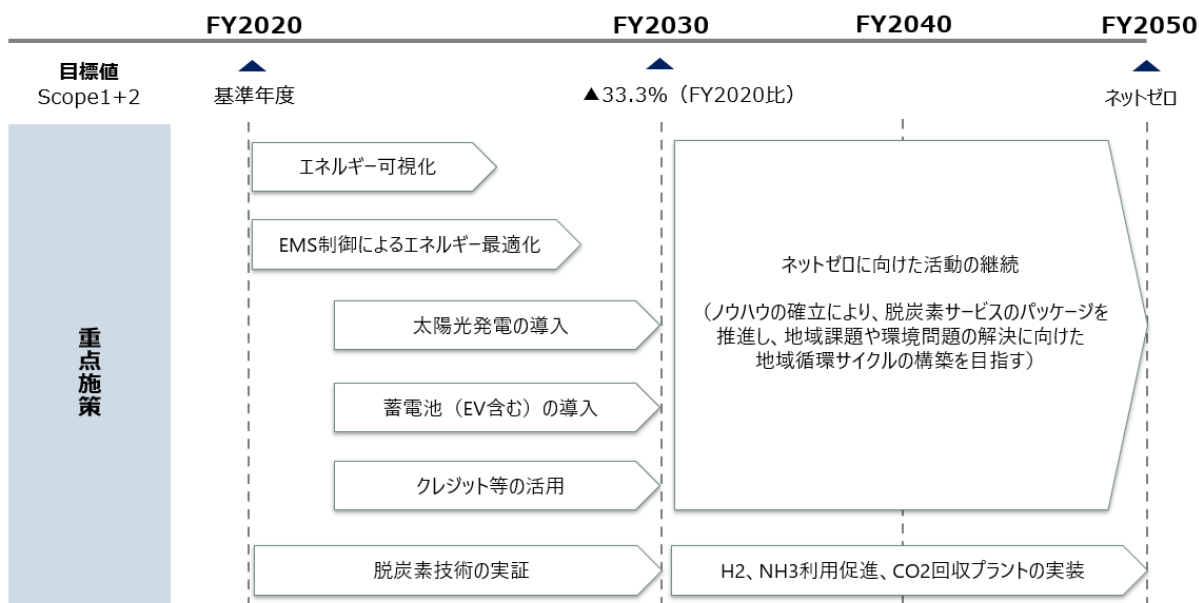 FY2020 FY2030 FY2040 FY2050
目標値
Scope1+2
基準年度
▲33.3%（FY2020比）
ネットゼロ
重点施策
エネルギー可視化
EMS制御によるエネルギー最適化
太陽光発電の導入
蓄電池（EV含む）の導入
クレジット等の活用
脱炭素技術の実証
ネットゼロに向けた活動の継続
（ノウハウの確立により、脱炭素サービスのパッケージを
推進し、地域課題や環境問題の解決に向けた
地域循環サイクルの構築を目指す）
H2、NH3利用促進、CO2回収プラントの実装